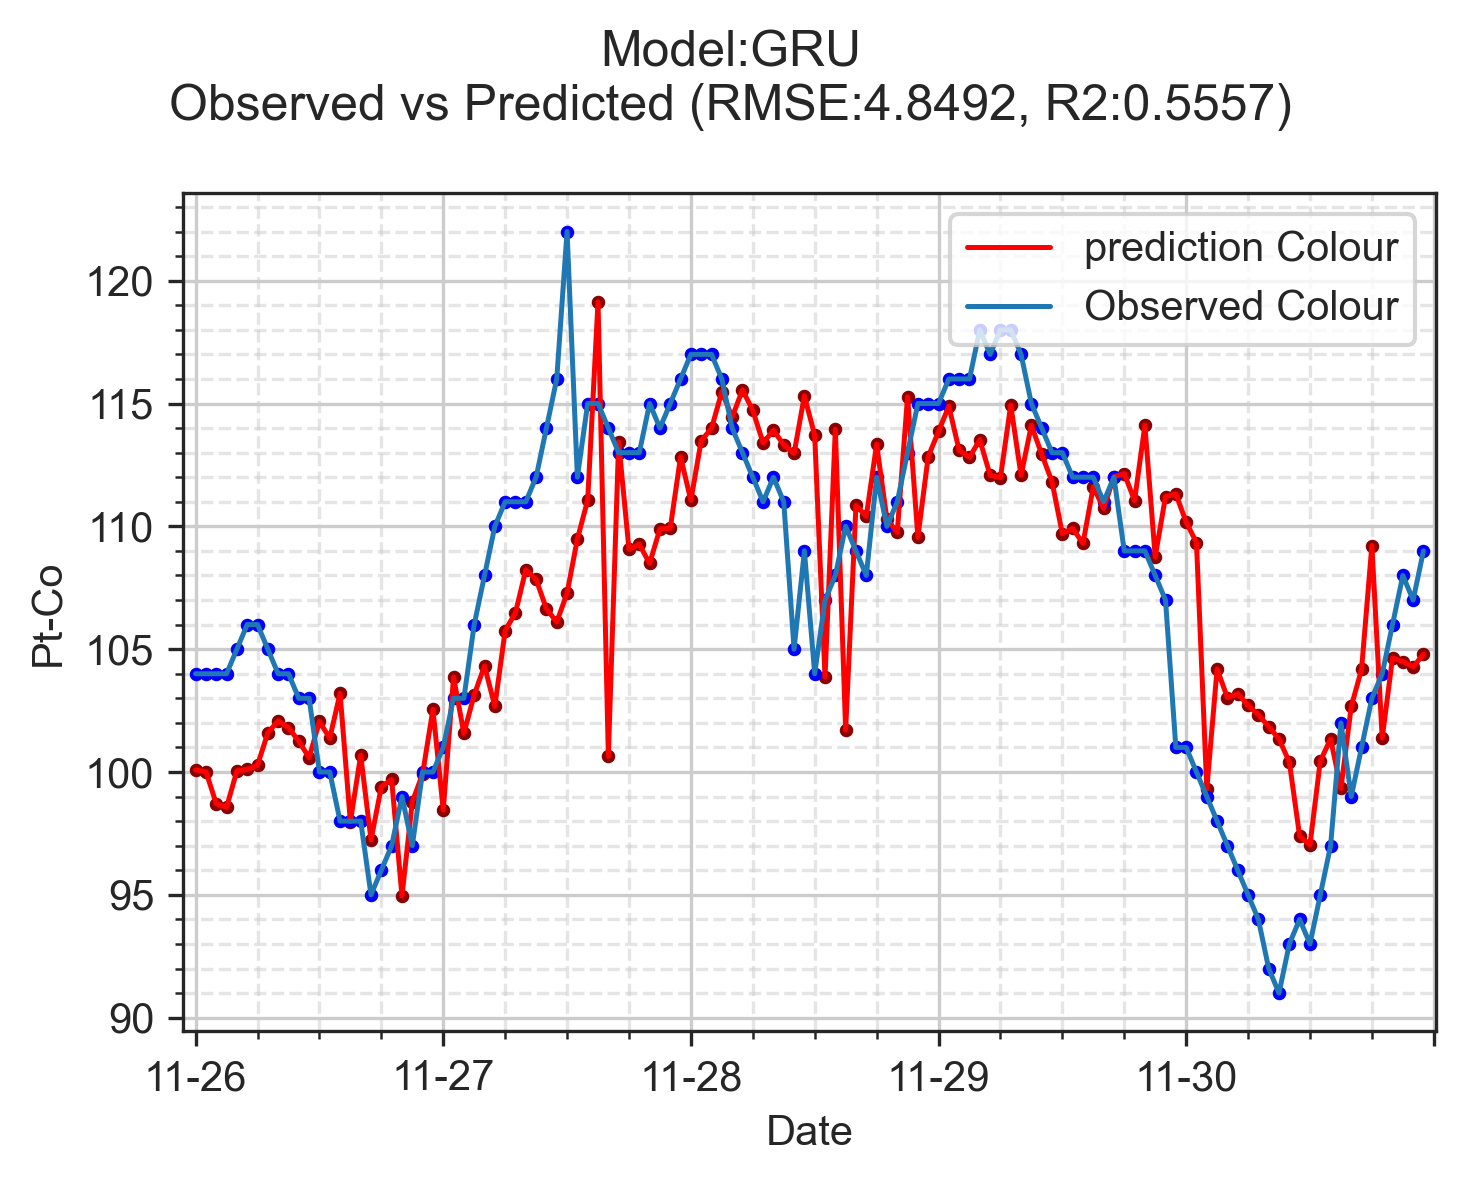 Model:GRU
Observed vs Predicted (RMSE:4.8492, R2:0.5557)
prediction Colour
Observed Colour
120
115
110
105
100
95
90
Pt-Co
11-26
11-27
11-28
11-29
11-30
Date